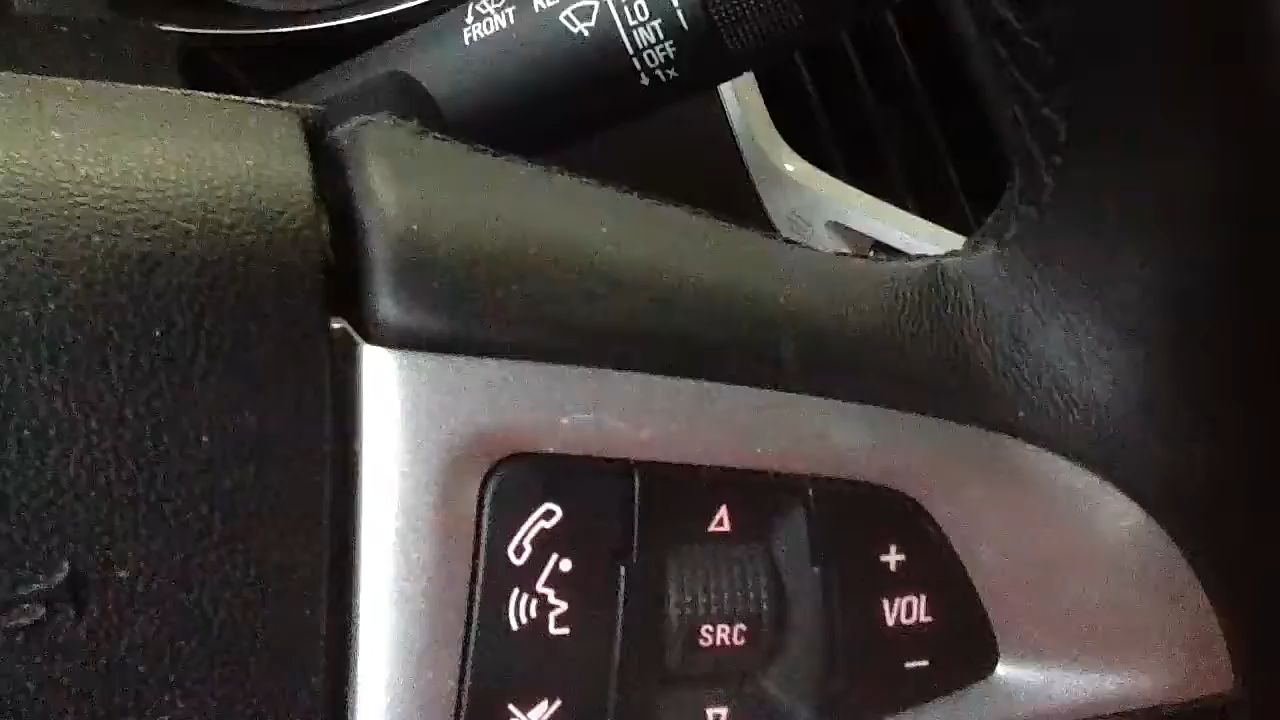 FRONT
LO
INT
OFF
1x
SRC
+
VOL
−